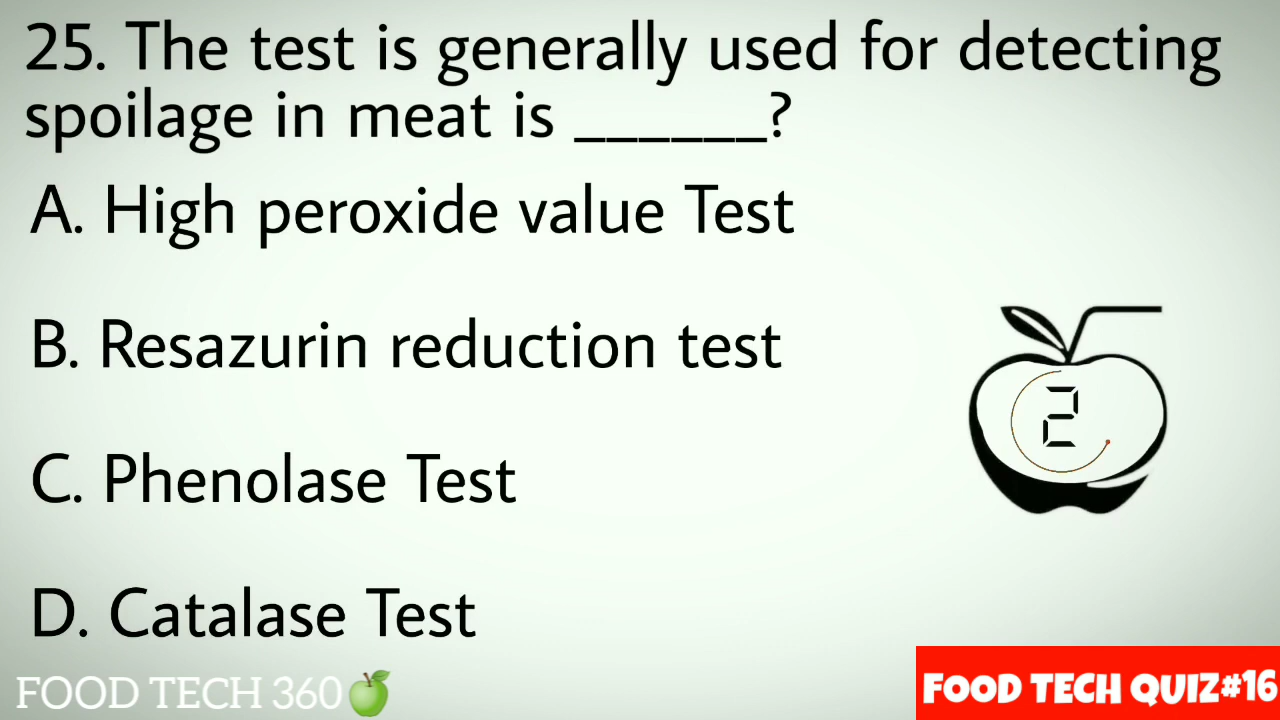 25. The test is generally used for detecting
spoilage in meat is ______?
A. High peroxide value Test
B. Resazurin reduction test
2
C. Phenolase Test
D. Catalase Test
FOOD TECH 360
FOOD TECH QUIZ#16